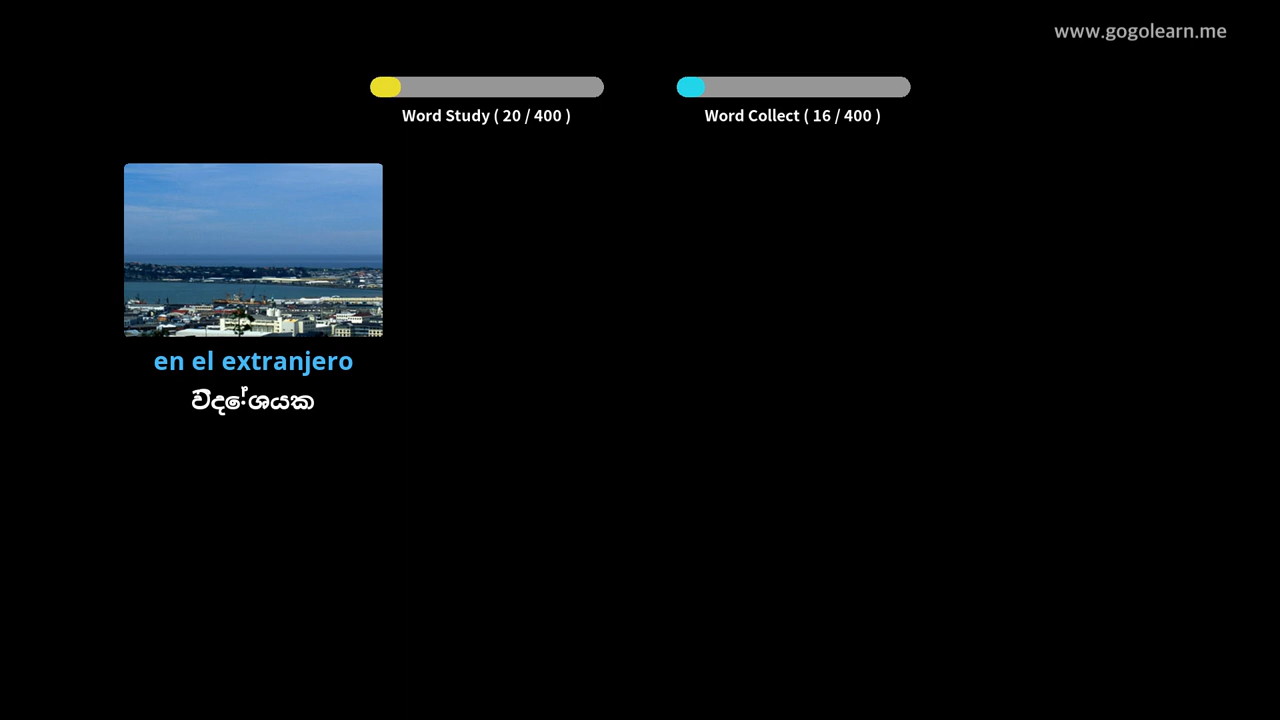 www.gogolearn.me
Word Study ( 20 / 400 )
Word Collect ( 16 / 400 )
en el extranjero
විදේශයක